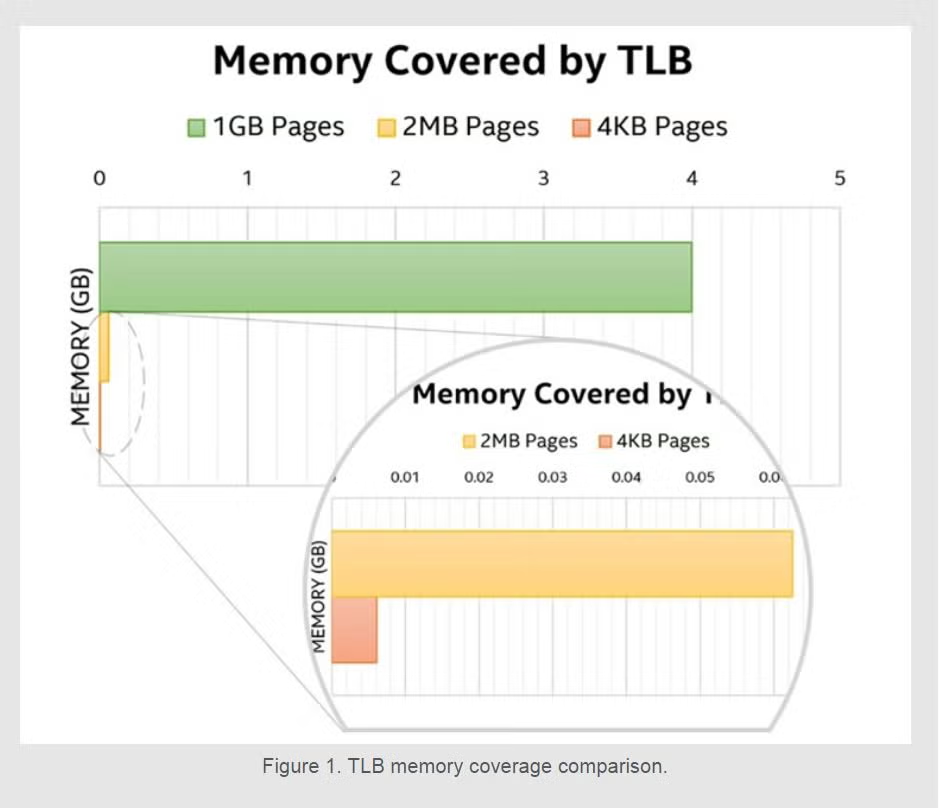 Memory Covered by TLB
1GB Pages 2MB Pages 4KB Pages
0 1 2 3 4 5
MEMORY (GB)
Memory Covered by
2MB Pages 4KB Pages
0.01 0.02 0.03 0.04 0.05 0.0
MEMORY (GB)
Figure 1. TLB memory coverage comparison.